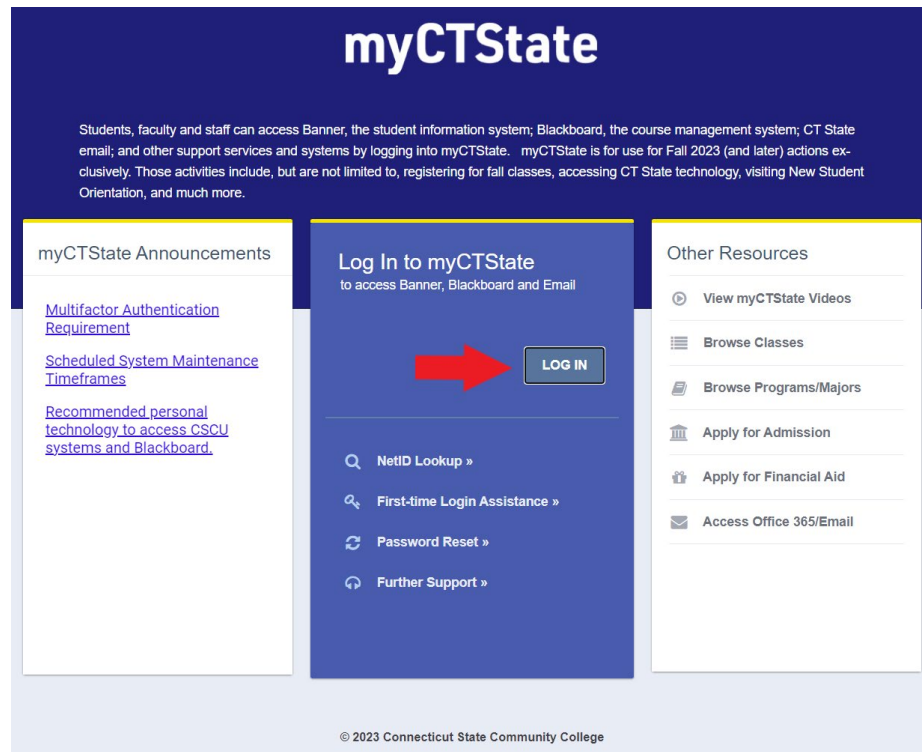 myCTState
Students, faculty and staff can access Banner, the student information system; Blackboard, the course management system; CT State
email; and other support services and systems by logging into myCTState. myCTState is for use for Fall 2023 (and later) actions ex-
clusively. Those activities include, but are not limited to, registering for fall classes, accessing CT State technology, visiting New Student
Orientation, and much more.
myCTState Announcements
Multifactor Authentication
Requirement
Scheduled System Maintenance
Timeframes
Recommended personal
technology to access CSCU
systems and Blackboard.
Log In to myCTState
to access Banner, Blackboard and Email
LOG IN
NetID Lookup »
First-time Login Assistance »
Password Reset »
Further Support »
Other Resources
View myCTState Videos
Browse Classes
Browse Programs/Majors
Apply for Admission
Apply for Financial Aid
Access Office 365/Email
© 2023 Connecticut State Community College